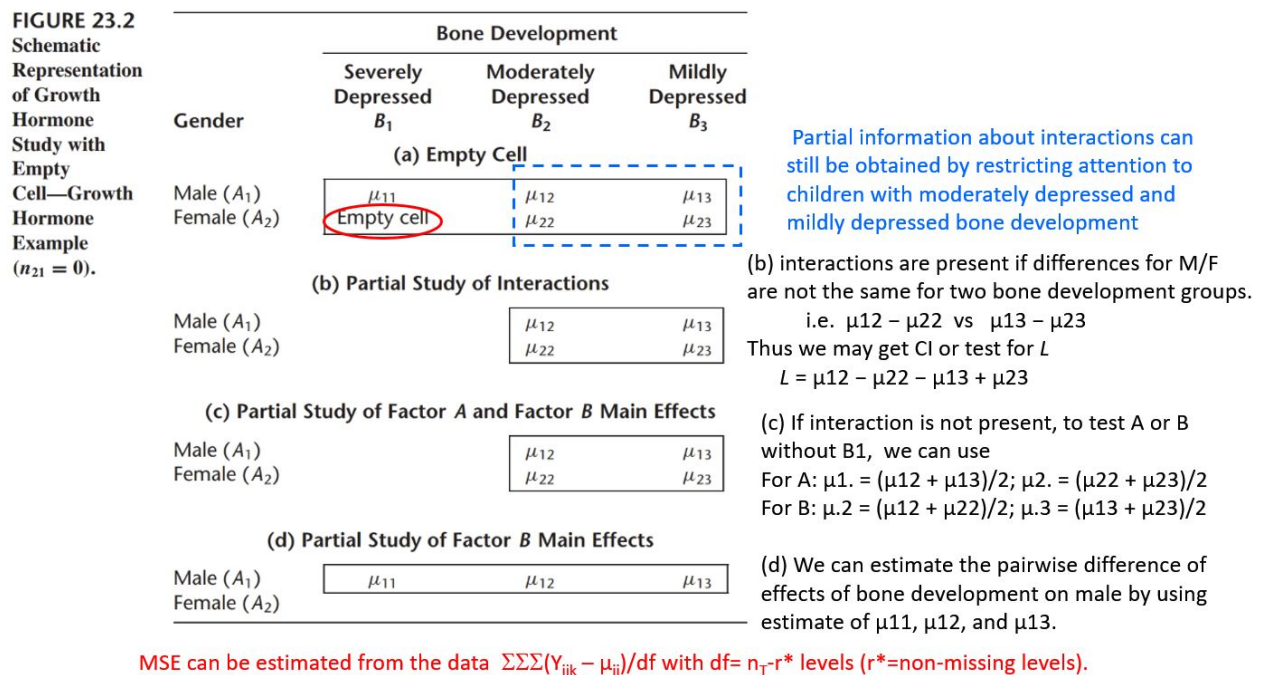 FIGURE 23.2
Schematic
Representation
of Growth
Hormone
Study with
Empty
Cell—Growth
Hormone
Example
(n₂₁ = 0).
Bone Development
Severely Moderately Mildly
Depressed Depressed Depressed
Gender B₁ B₂ B₃
(a) Empty Cell
Male (A₁) μ₁₁ μ₁₂ μ₁₃
Female (A₂) Empty cell μ₂₂ μ₂₃
(b) Partial Study of Interactions
Male (A₁) μ₁₂ μ₁₃
Female (A₂) μ₂₂ μ₂₃
(c) Partial Study of Factor A and Factor B Main Effects
Male (A₁) μ₁₂ μ₁₃
Female (A₂) μ₂₂ μ₂₃
(d) Partial Study of Factor B Main Effects
Male (A₁) μ₁₁ μ₁₂ μ₁₃
Female (A₂)
Partial information about interactions can
still be obtained by restricting attention to
children with moderately depressed and
mildly depressed bone development
(b) interactions are present if differences for M/F
are not the same for two bone development groups.
i.e. μ12 − μ22 vs μ13 − μ23
Thus we may get CI or test for L
L = μ12 − μ22 − μ13 + μ23
(c) If interaction is not present, to test A or B
without B1, we can use
For A: μ1. = (μ12 + μ13)/2; μ2. = (μ22 + μ23)/2
For B: μ.2 = (μ12 + μ22)/2; μ.3 = (μ13 + μ23)/2
(d) We can estimate the pairwise difference of
effects of bone development on male by using
estimate of μ11, μ12, and μ13.
MSE can be estimated from the data ΣΣΣ(Yᵢⱼₖ – μᵢⱼ)/df with df= n_T-r* levels (r*=non-missing levels).